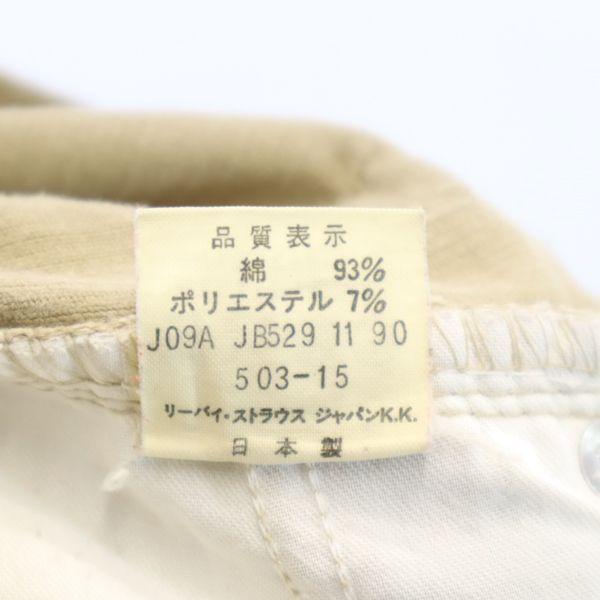 品質表示
綿 93%
ポリエステル 7%
J09A JB529 11 90
503-15
リーバイ・ストラウス ジャパンK.K.
日本製